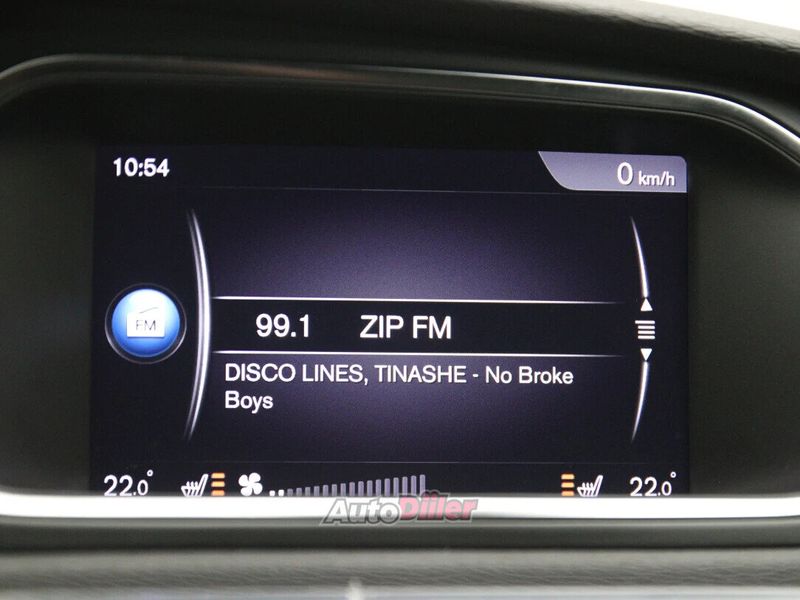 10:54
0 km/h
FM
99.1 ZIP FM
DISCO LINES, TINASHE - No Broke
Boys
22.0° 22.0°
AutoDiller